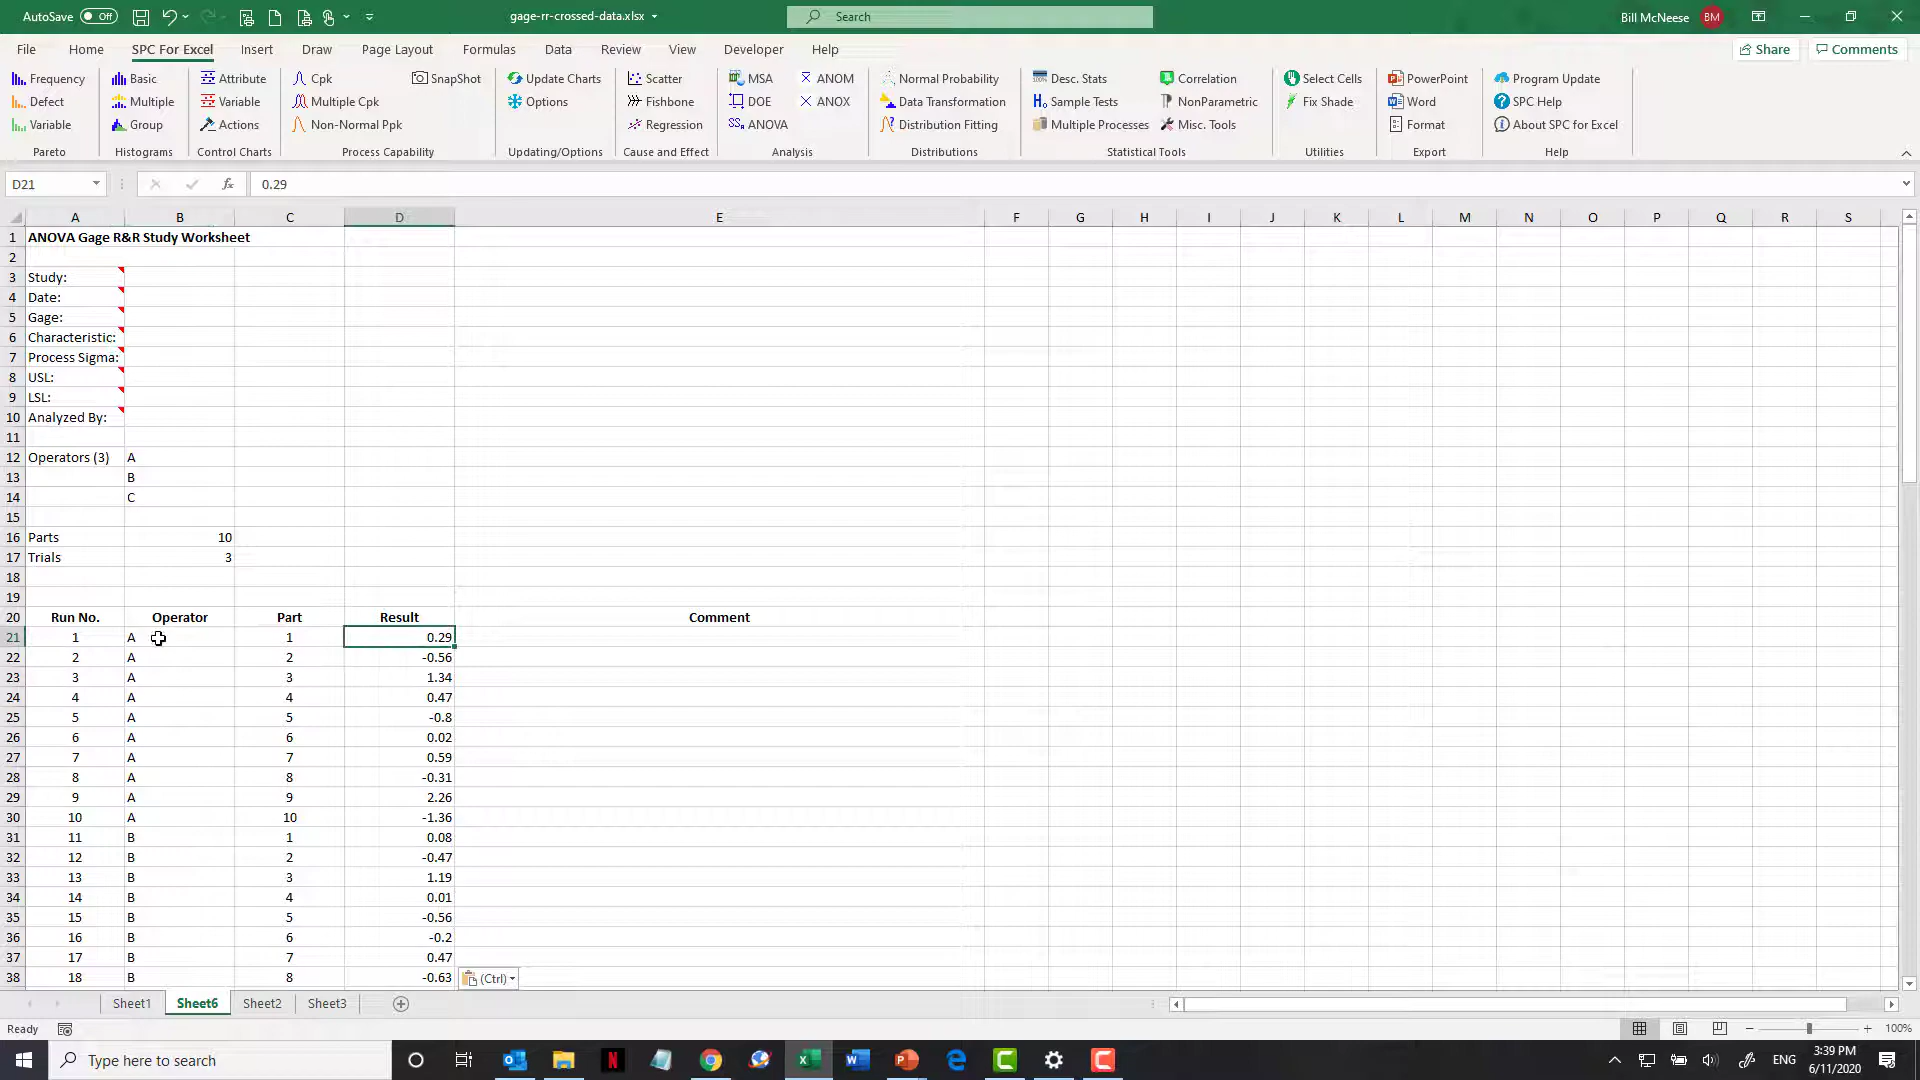 AutoSave Off gage-rr-crossed-data.xlsx Search Bill McNeese BM
File Home SPC For Excel Insert Draw Page Layout Formulas Data Review View Developer Help Share Comments
Frequency Basic Attribute Cpk SnapShot Update Charts Scatter MSA ANOM Normal Probability Desc. Stats Correlation Select Cells PowerPoint Program Update
Defect Multiple Variable Multiple Cpk Options Fishbone DOE ANOX Data Transformation Sample Tests NonParametric Fix Shade Word SPC Help
Variable Group Actions Non-Normal Ppk Regression ANOVA Distribution Fitting Multiple Processes Misc. Tools Format About SPC for Excel
Pareto Histograms Control Charts Process Capability Updating/Options Cause and Effect Analysis Distributions Statistical Tools Utilities Export Help
D21 fx 0.29
A B C D E F G H I J K L M N O P Q R S
1 ANOVA Gage R&R Study Worksheet
2
3 Study:
4 Date:
5 Gage:
6 Characteristic:
7 Process Sigma:
8 USL:
9 LSL:
10 Analyzed By:
11
12 Operators (3) A
13 B
14 C
15
16 Parts 10
17 Trials 3
18
19
20 Run No. Operator Part Result Comment
21 1 A 1 0.29
22 2 A 2 -0.56
23 3 A 3 1.34
24 4 A 4 0.47
25 5 A 5 -0.8
26 6 A 6 0.02
27 7 A 7 0.59
28 8 A 8 -0.31
29 9 A 9 2.26
30 10 A 10 -1.36
31 11 B 1 0.08
32 12 B 2 -0.47
33 13 B 3 1.19
34 14 B 4 0.01
35 15 B 5 -0.56
36 16 B 6 -0.2
37 17 B 7 0.47
38 18 B 8 -0.63 (Ctrl)
Sheet1 Sheet6 Sheet2 Sheet3
Ready 100%
Type here to search ENG 3:39 PM
6/11/2020